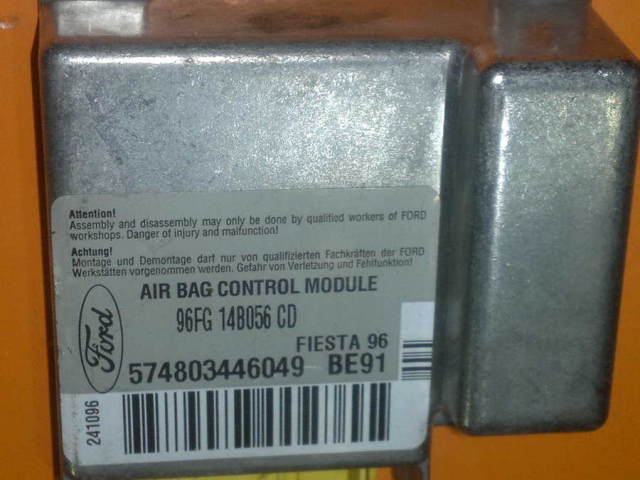 Attention!
Assembly and disassembly may only be done by qualified workers of FORD
workshops. Danger of injury and malfunction!
Achtung!
Montage und Demontage darf nur von qualifizierten Fachkräften der FORD
Werkstätten vorgenommen werden. Gefahr von Verletzung und Fehlfunktion!
AIR BAG CONTROL MODULE
96FG 14B056 CD
Ford
FIESTA 96
574803446049 BE91
241096